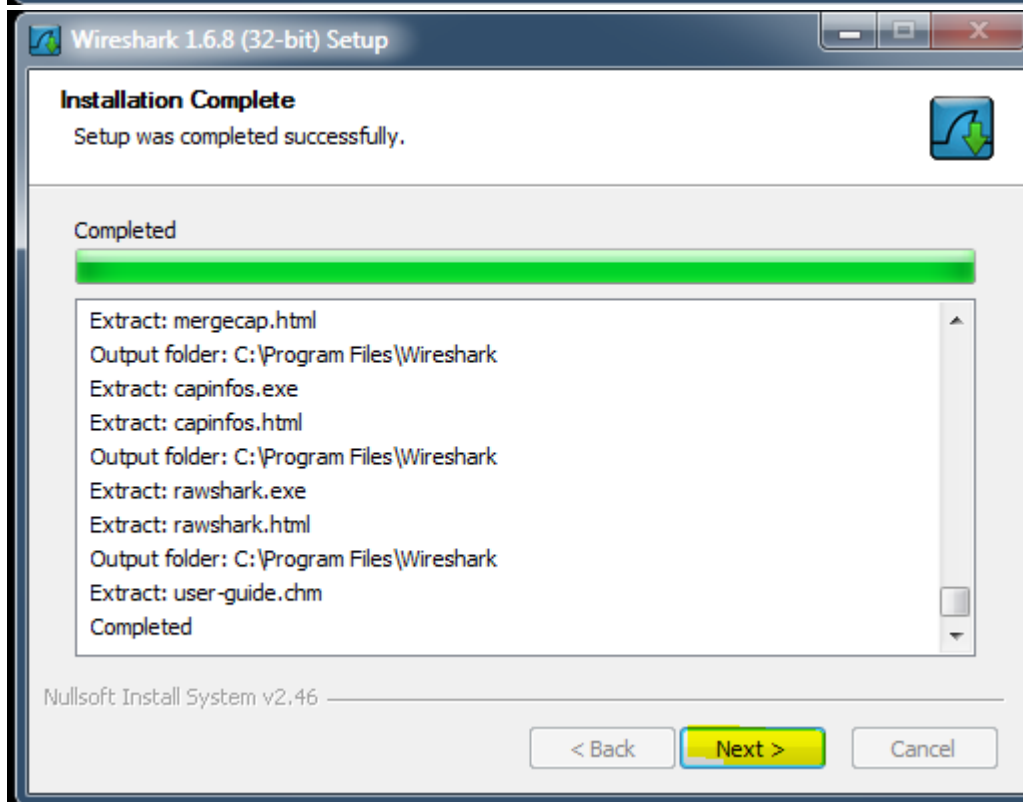 Wireshark 1.6.8 (32-bit) Setup
Installation Complete
Setup was completed successfully.
Completed
Extract: mergecap.html
Output folder: C:\Program Files\Wireshark
Extract: capinfos.exe
Extract: capinfos.html
Output folder: C:\Program Files\Wireshark
Extract: rawshark.exe
Extract: rawshark.html
Output folder: C:\Program Files\Wireshark
Extract: user-guide.chm
Completed
Nullsoft Install System v2.46
< Back Next > Cancel